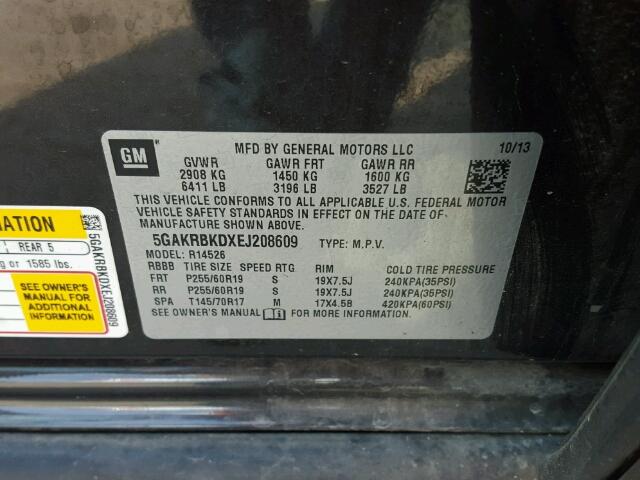 GM
MFD BY GENERAL MOTORS LLC 10/13
GVWR GAWR FRT GAWR RR
2908 KG 1450 KG 1600 KG
6411 LB 3196 LB 3527 LB
THIS VEHICLE CONFORMS TO ALL APPLICABLE U.S. FEDERAL MOTOR
VEHICLE SAFETY STANDARDS IN EFFECT ON THE DATE OF
MANUFACTURE SHOWN ABOVE.
5GAKRBKDXEJ208609 TYPE: M.P.V.
MODEL: R14526
RBBB TIRE SIZE SPEED RTG RIM COLD TIRE PRESSURE
FRT P255/60R19 S 19X7.5J 240KPA(35PSI)
RR P255/60R19 S 19X7.5J 240KPA(35PSI)
SPA T145/70R17 M 17X4.5B 420KPA(60PSI)
SEE OWNER'S MANUAL FOR MORE INFORMATION.
REAR 5
g or 1585 lbs.
SEE OWNER'S
MANUAL FOR
ADDITIONAL
INFORMATION
5GAKRBKDXEJ208609